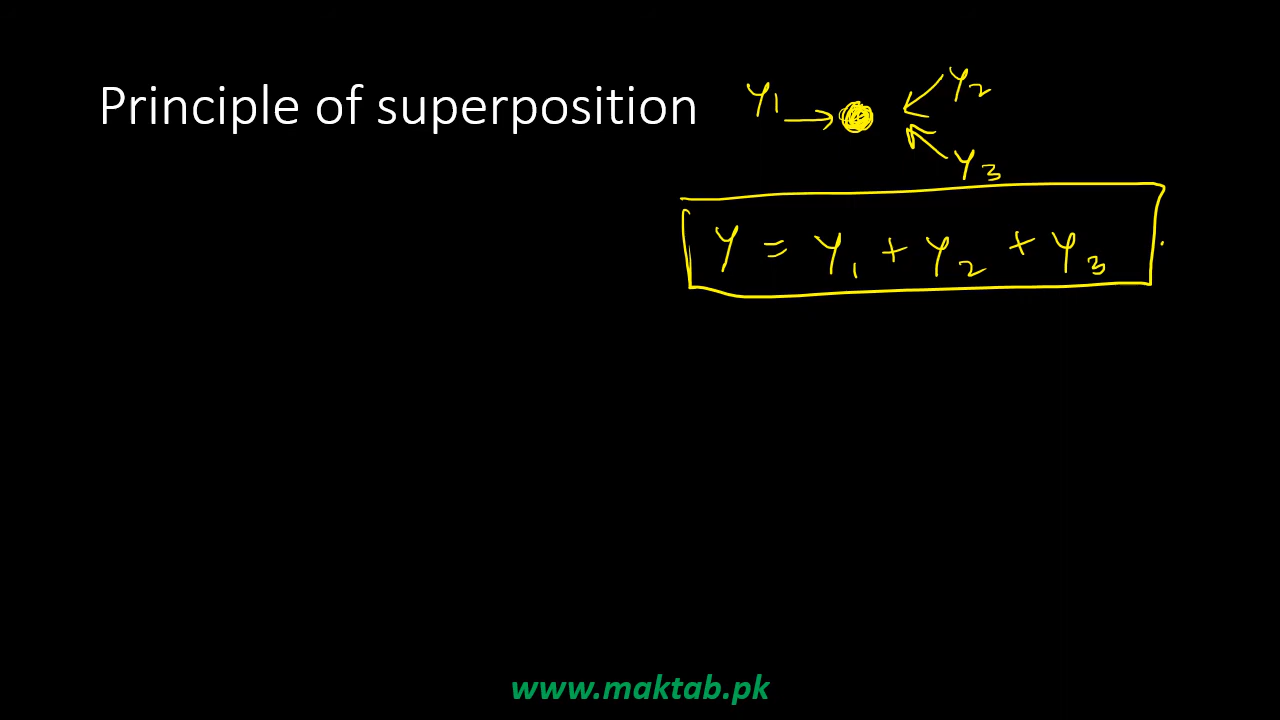 Principle of superposition
Y1
Y2
Y3
Y = Y1 + Y2 + Y3
www.maktab.pk